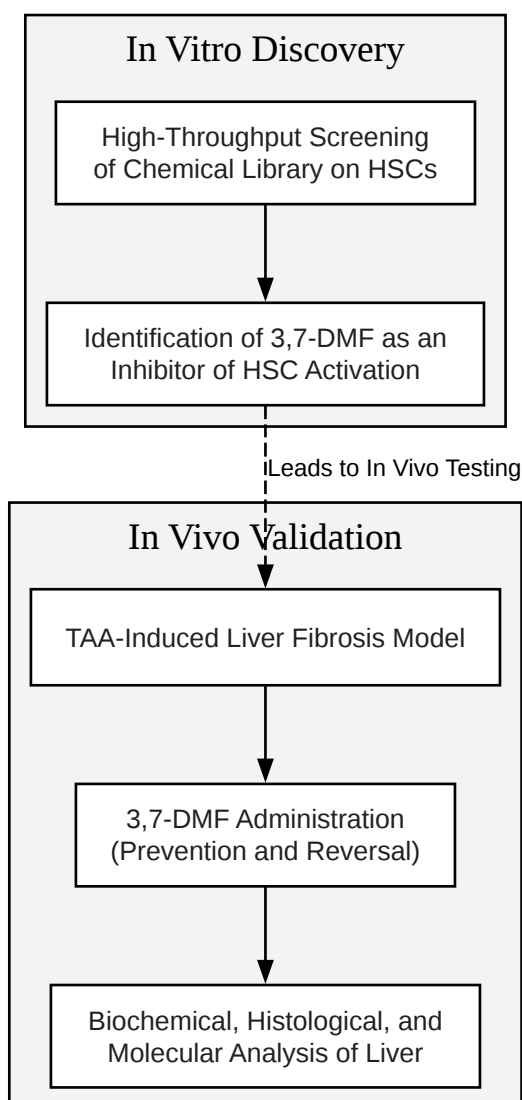 In Vitro Discovery
High-Throughput Screening
of Chemical Library on HSCs
Identification of 3,7-DMF as an
Inhibitor of HSC Activation
Leads to In Vivo Testing
In Vivo Validation
TAA-Induced Liver Fibrosis Model
3,7-DMF Administration
(Prevention and Reversal)
Biochemical, Histological, and
Molecular Analysis of Liver